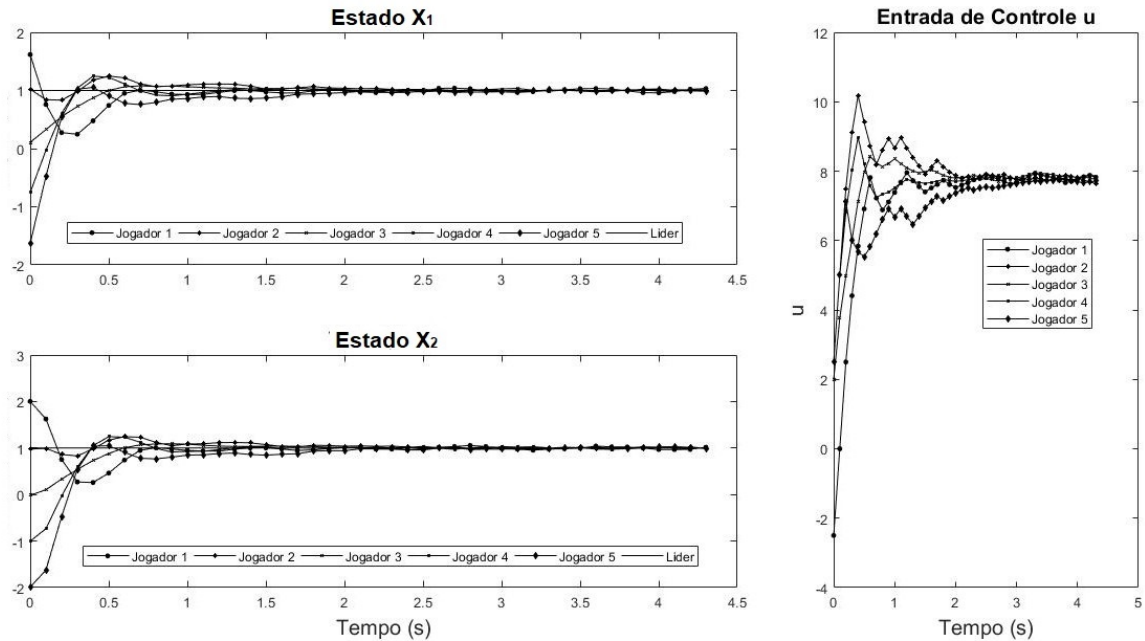 Estado X1
2
1
0
-1
-2
Jogador 1 Jogador 2 Jogador 3 Jogador 4 Jogador 5 Lider
0 0.5 1 1.5 2 2.5 3 3.5 4 4.5
Estado X2
3
2
1
0
-1
-2
Jogador 1 Jogador 2 Jogador 3 Jogador 4 Jogador 5 Lider
0 0.5 1 1.5 2 2.5 3 3.5 4 4.5
Tempo (s)
Entrada de Controle u
12
10
8
6
4
2
0
-2
-4
u
Jogador 1
Jogador 2
Jogador 3
Jogador 4
Jogador 5
0 1 2 3 4 5
Tempo (s)